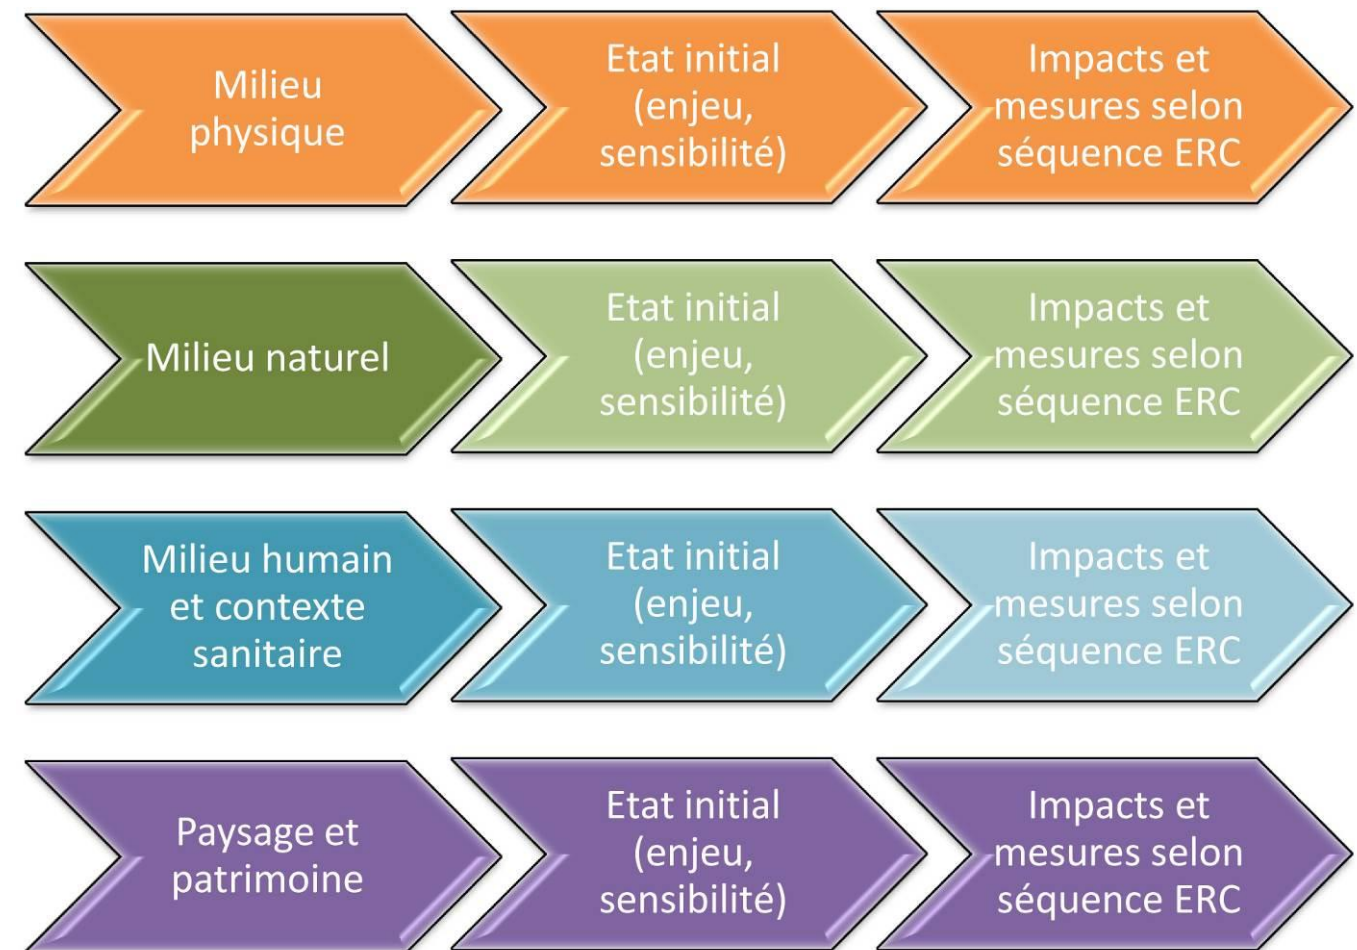 Milieu
physique
Etat initial
(enjeu,
sensibilité)
Impacts et
mesures selon
séquence ERC
Milieu naturel
Etat initial
(enjeu,
sensibilité)
Impacts et
mesures selon
séquence ERC
Milieu humain
et contexte
sanitaire
Etat initial
(enjeu,
sensibilité)
Impacts et
mesures selon
séquence ERC
Paysage et
patrimoine
Etat initial
(enjeu,
sensibilité)
Impacts et
mesures selon
séquence ERC